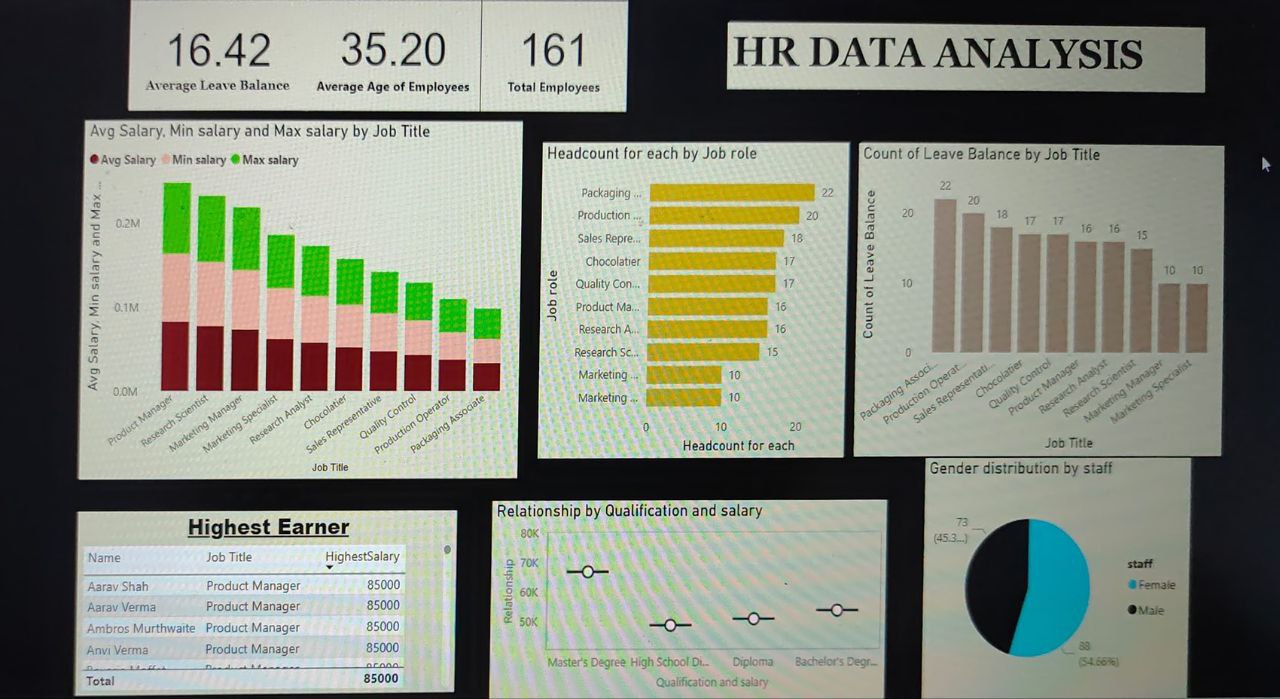 16.42
Average Leave Balance
35.20
Average Age of Employees
161
Total Employees
HR DATA ANALYSIS
Avg Salary, Min salary and Max salary by Job Title
Avg Salary Min salary Max salary
Avg Salary, Min salary and Max ...
0.2M
0.1M
0.0M
Product Manager
Research Scientist
Marketing Manager
Marketing Specialist
Research Analyst
Chocolatier
Sales Representative
Quality Control
Production Operator
Packaging Associate
Job Title
Headcount for each by Job role
Job role
Packaging ... 22
Production ... 20
Sales Repre... 18
Chocolatier 17
Quality Con... 17
Product Ma... 16
Research A... 16
Research Sc... 15
Marketing ... 10
Marketing ... 10
0 10 20
Headcount for each
Count of Leave Balance by Job Title
Count of Leave Balance
20
10
0
22 20 18 17 17 16 16 15 10 10
Packaging Associ...
Production Operat...
Sales Representati...
Chocolatier
Quality Control
Product Manager
Research Analyst
Research Scientist
Marketing Manager
Marketing Specialist
Job Title
Highest Earner
Name Job Title HighestSalary
Aarav Shah Product Manager 85000
Aarav Verma Product Manager 85000
Ambros Murthwaite Product Manager 85000
Anvi Verma Product Manager 85000
Product Manager 85000
Total 85000
Relationship by Qualification and salary
Relationship
80K
70K
60K
50K
Master's Degree High School Di... Diploma Bachelor's Degr...
Qualification and salary
Gender distribution by staff
73
(45.3...)
88
(54.66%)
staff
Female
Male